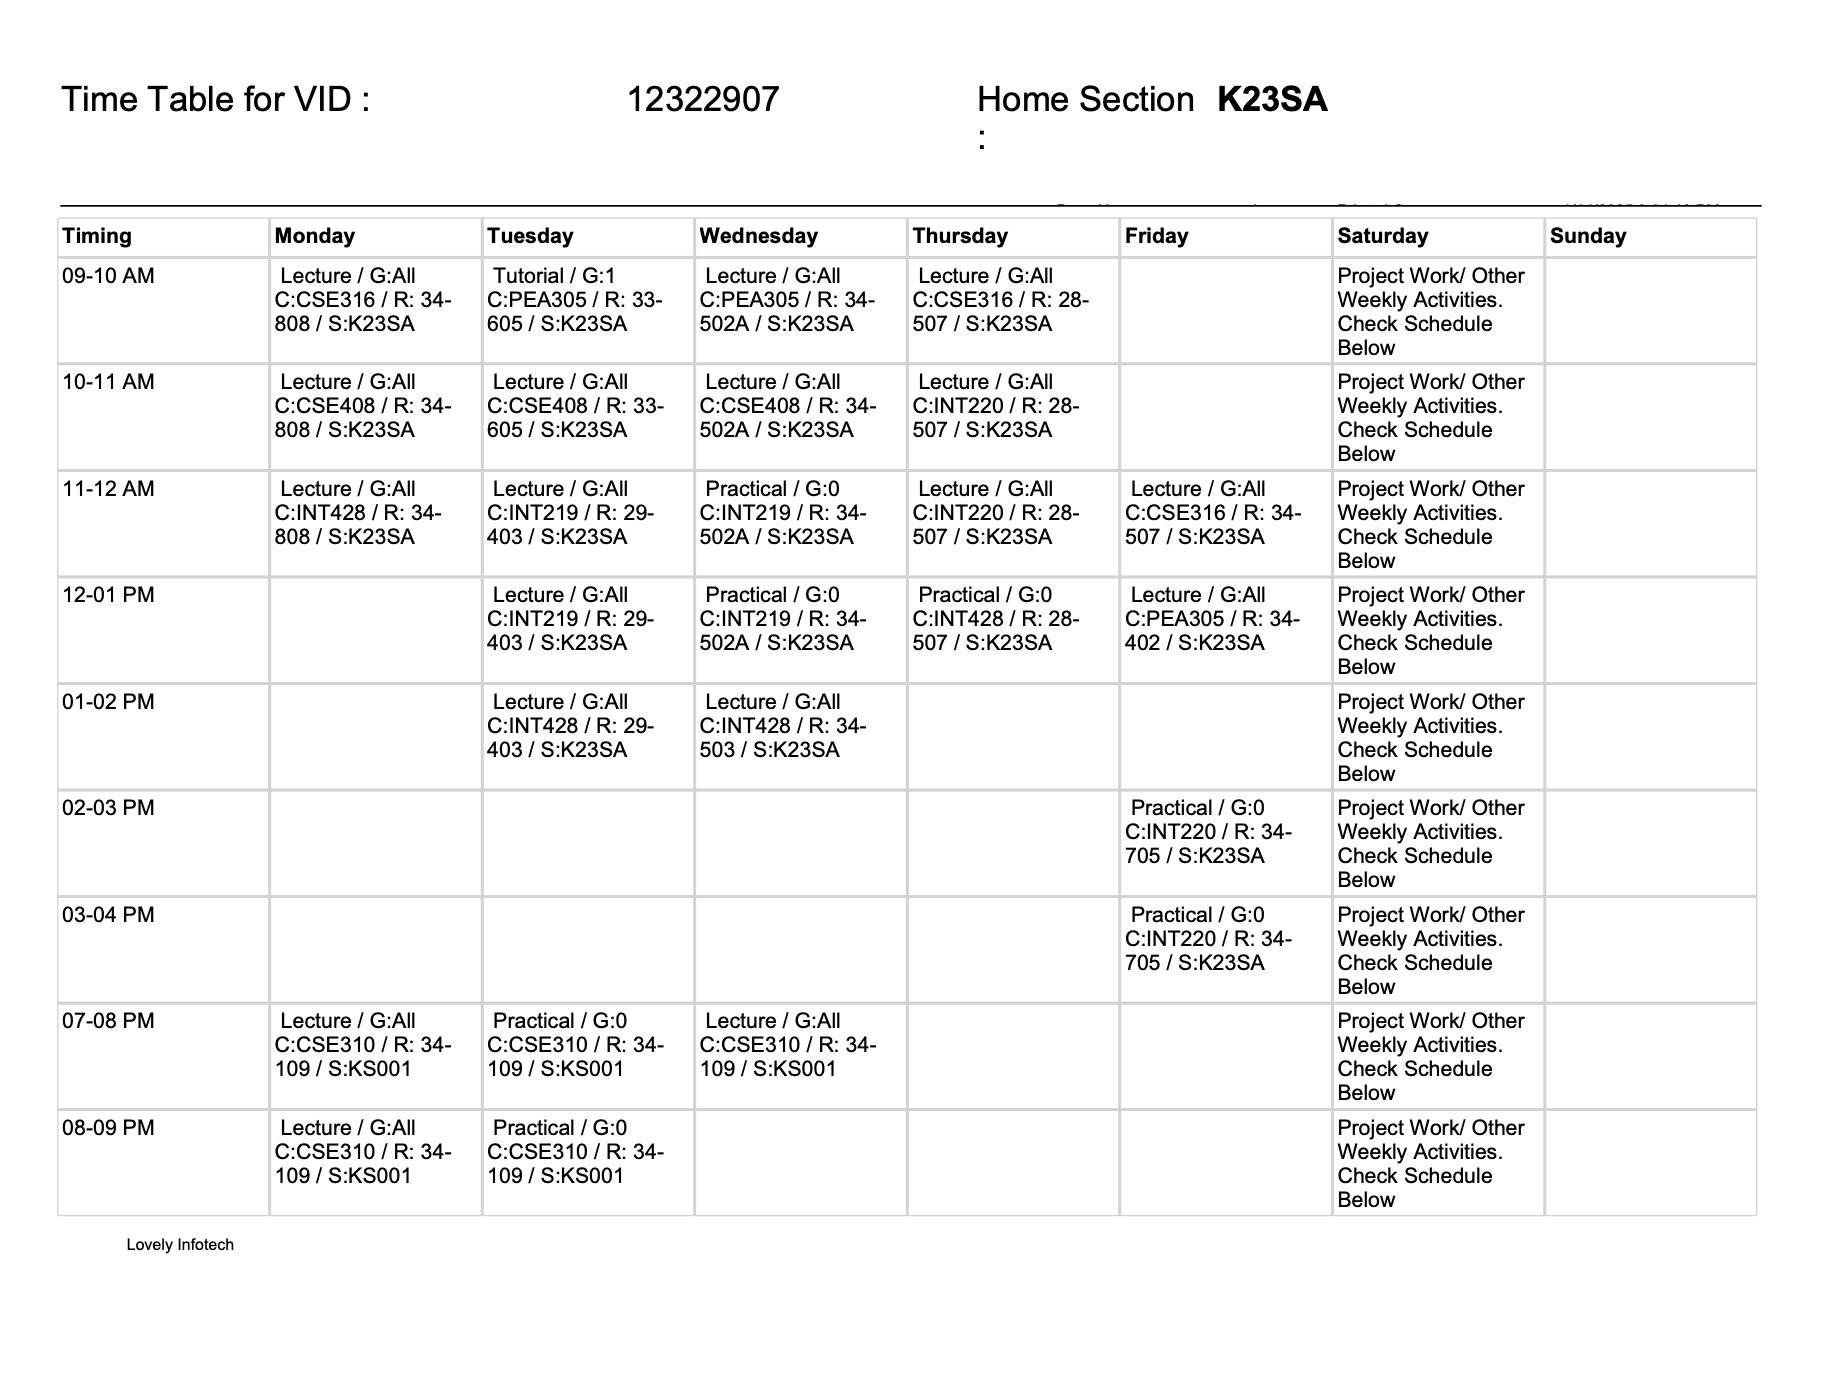 Time Table for VID : 12322907 Home Section K23SA
:
Timing Monday Tuesday Wednesday Thursday Friday Saturday Sunday
09-10 AM Lecture / G:All Tutorial / G:1 Lecture / G:All Lecture / G:All Project Work/ Other
C:CSE316 / R: 34- C:PEA305 / R: 33- C:PEA305 / R: 34- C:CSE316 / R: 28- Weekly Activities.
808 / S:K23SA 605 / S:K23SA 502A / S:K23SA 507 / S:K23SA Check Schedule
Below
10-11 AM Lecture / G:All Lecture / G:All Lecture / G:All Lecture / G:All Project Work/ Other
C:CSE408 / R: 34- C:CSE408 / R: 33- C:CSE408 / R: 34- C:INT220 / R: 28- Weekly Activities.
808 / S:K23SA 605 / S:K23SA 502A / S:K23SA 507 / S:K23SA Check Schedule
Below
11-12 AM Lecture / G:All Lecture / G:All Practical / G:0 Lecture / G:All Lecture / G:All Project Work/ Other
C:INT428 / R: 34- C:INT219 / R: 29- C:INT219 / R: 34- C:INT220 / R: 28- C:CSE316 / R: 34- Weekly Activities.
808 / S:K23SA 403 / S:K23SA 502A / S:K23SA 507 / S:K23SA 507 / S:K23SA Check Schedule
Below
12-01 PM Lecture / G:All Practical / G:0 Practical / G:0 Lecture / G:All Project Work/ Other
C:INT219 / R: 29- C:INT219 / R: 34- C:INT428 / R: 28- C:PEA305 / R: 34- Weekly Activities.
403 / S:K23SA 502A / S:K23SA 507 / S:K23SA 402 / S:K23SA Check Schedule
Below
01-02 PM Lecture / G:All Lecture / G:All Project Work/ Other
C:INT428 / R: 29- C:INT428 / R: 34- Weekly Activities.
403 / S:K23SA 503 / S:K23SA Check Schedule
Below
02-03 PM Practical / G:0 Project Work/ Other
C:INT220 / R: 34- Weekly Activities.
705 / S:K23SA Check Schedule
Below
03-04 PM Practical / G:0 Project Work/ Other
C:INT220 / R: 34- Weekly Activities.
705 / S:K23SA Check Schedule
Below
07-08 PM Lecture / G:All Practical / G:0 Lecture / G:All Project Work/ Other
C:CSE310 / R: 34- C:CSE310 / R: 34- C:CSE310 / R: 34- Weekly Activities.
109 / S:KS001 109 / S:KS001 109 / S:KS001 Check Schedule
Below
08-09 PM Lecture / G:All Practical / G:0 Project Work/ Other
C:CSE310 / R: 34- C:CSE310 / R: 34- Weekly Activities.
109 / S:KS001 109 / S:KS001 Check Schedule
Below
Lovely Infotech